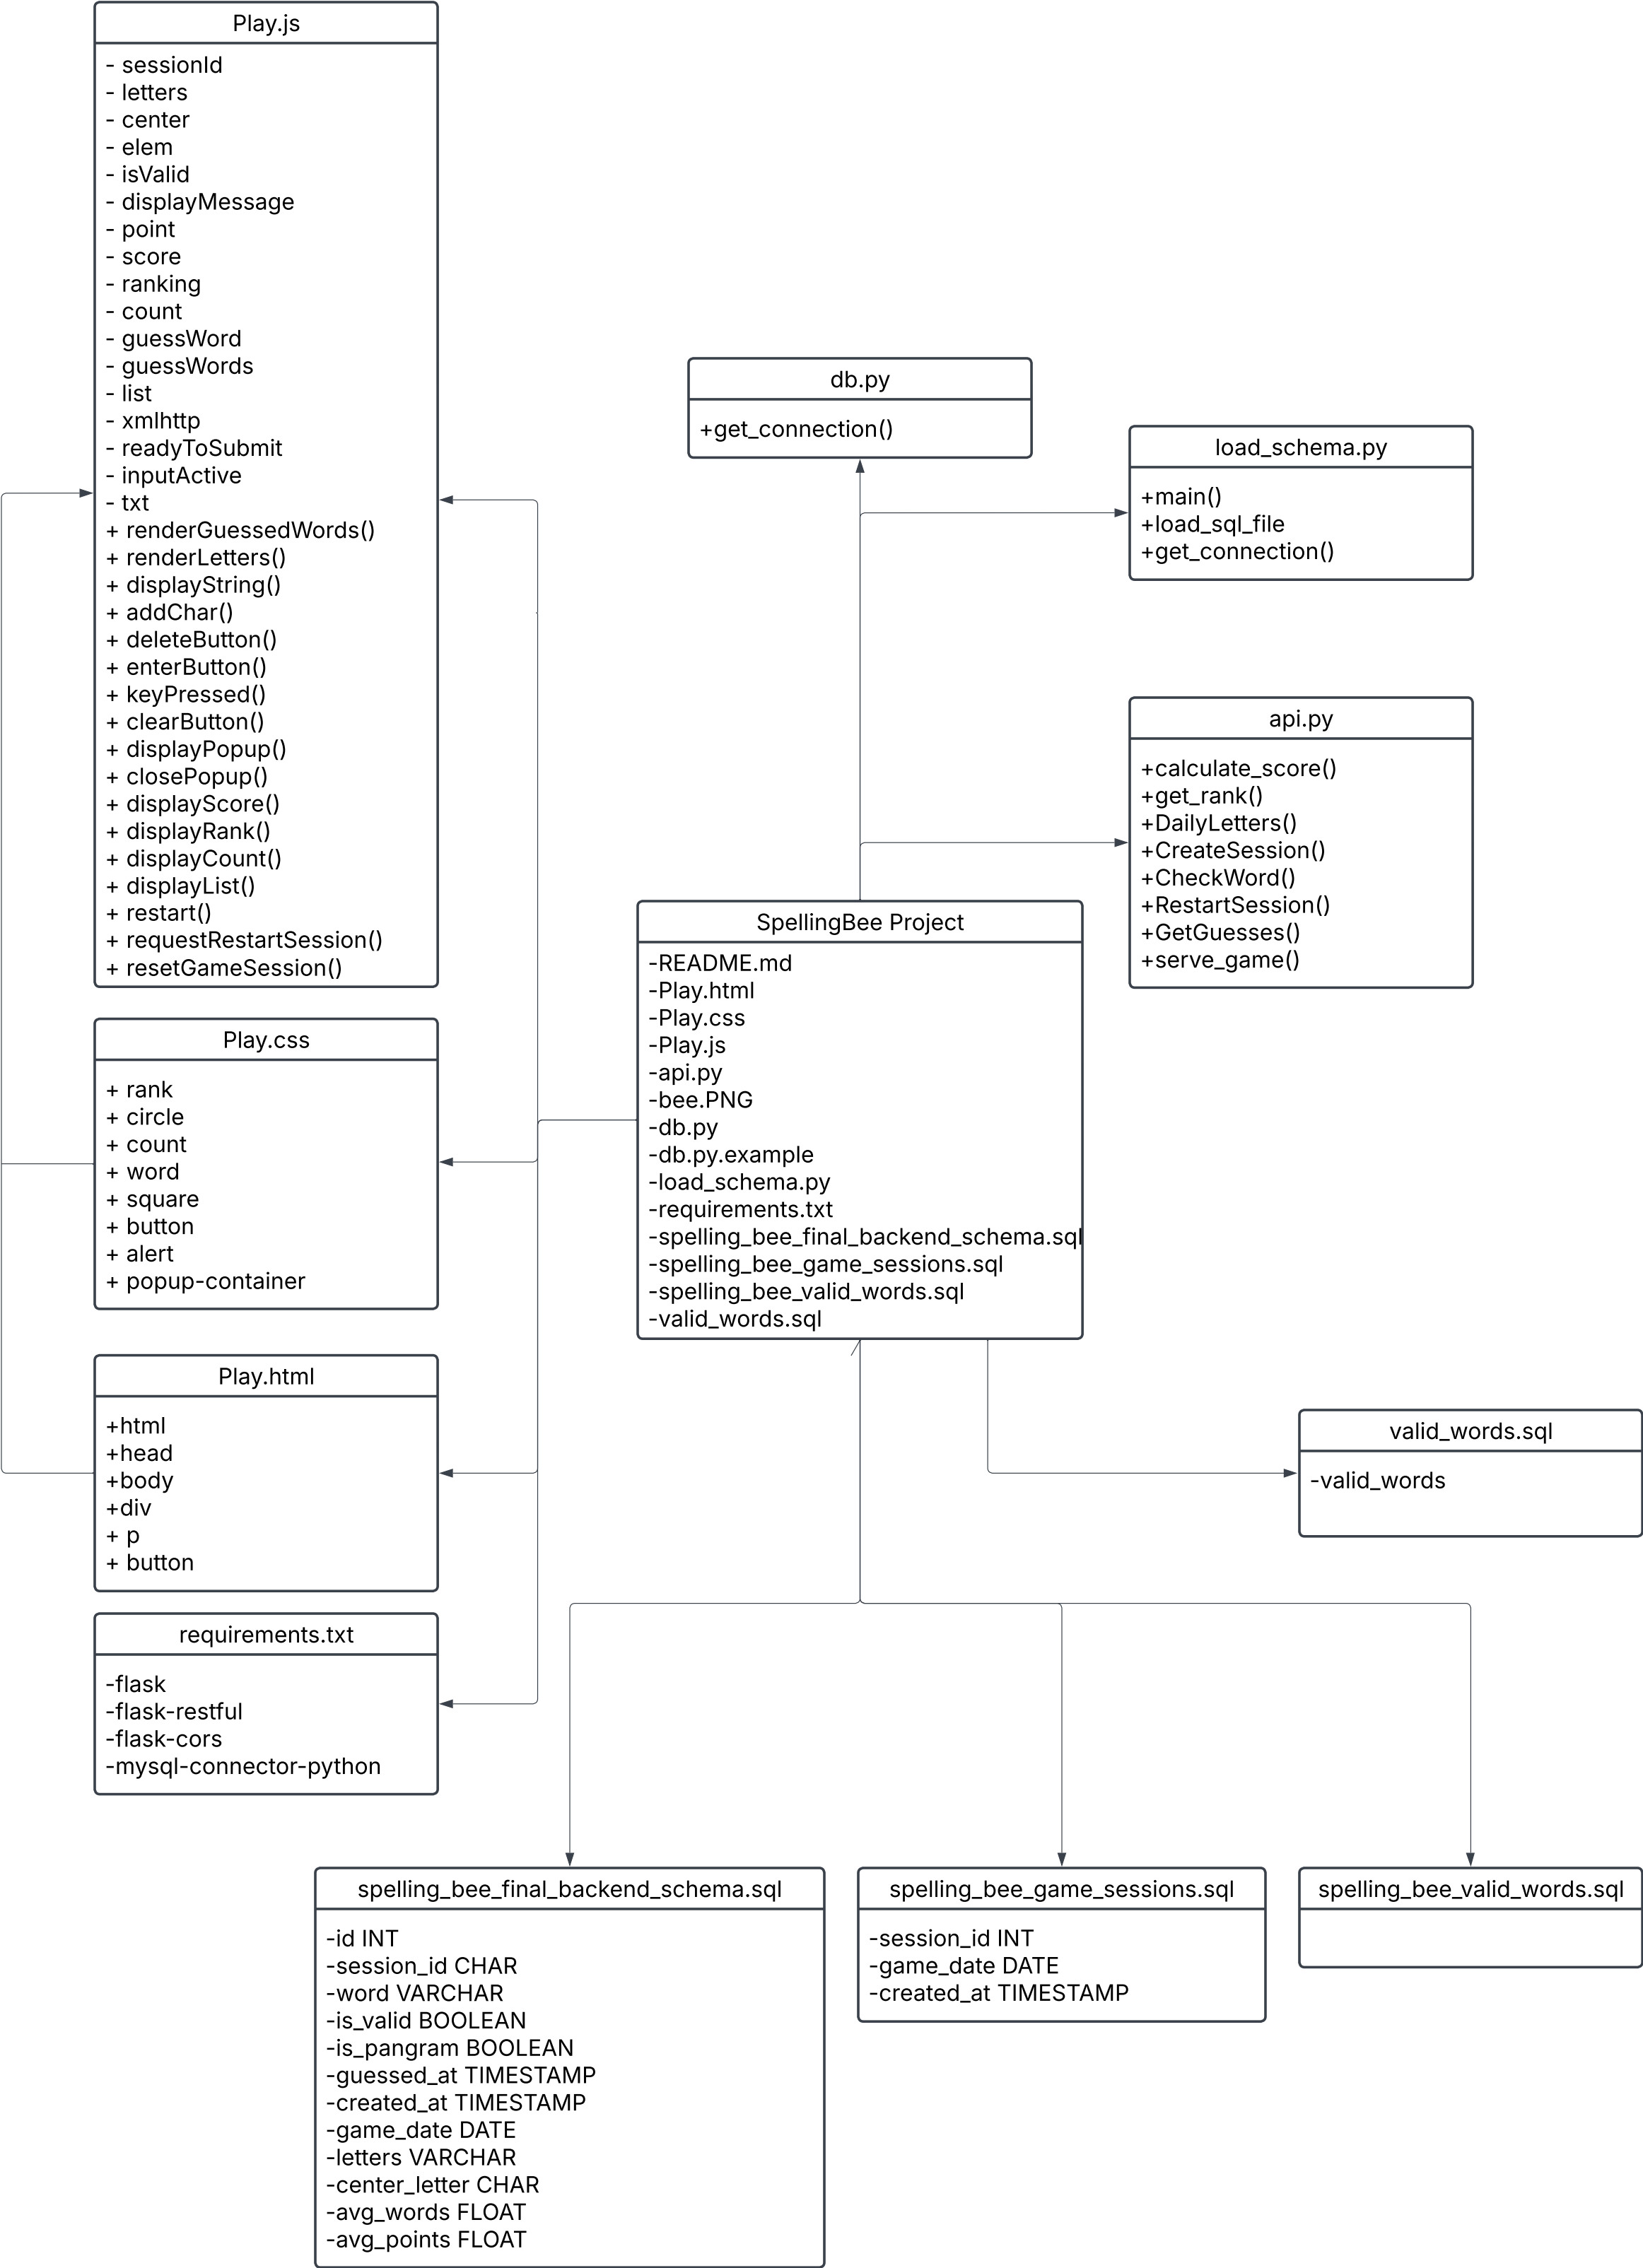 Play.js
- sessionId
- letters
- center
- elem
- isValid
- displayMessage
- point
- score
- ranking
- count
- guessWord
- guessWords
- list
- xmlhttp
- readyToSubmit
- inputActive
- txt
+ renderGuessedWords()
+ renderLetters()
+ displayString()
+ addChar()
+ deleteButton()
+ enterButton()
+ keyPressed()
+ clearButton()
+ displayPopup()
+ closePopup()
+ displayScore()
+ displayRank()
+ displayCount()
+ displayList()
+ restart()
+ requestRestartSession()
+ resetGameSession()
db.py
+get_connection()
load_schema.py
+main()
+load_sql_file
+get_connection()
api.py
+calculate_score()
+get_rank()
+DailyLetters()
+CreateSession()
+CheckWord()
+RestartSession()
+GetGuesses()
+serve_game()
SpellingBee Project
-README.md
-Play.html
-Play.css
-Play.js
-api.py
-bee.PNG
-db.py
-db.py.example
-load_schema.py
-requirements.txt
-spelling_bee_final_backend_schema.sql
-spelling_bee_game_sessions.sql
-spelling_bee_valid_words.sql
-valid_words.sql
Play.css
+ rank
+ circle
+ count
+ word
+ square
+ button
+ alert
+ popup-container
Play.html
+html
+head
+body
+div
+ p
+ button
valid_words.sql
-valid_words
requirements.txt
-flask
-flask-restful
-flask-cors
-mysql-connector-python
spelling_bee_final_backend_schema.sql
-id INT
-session_id CHAR
-word VARCHAR
-is_valid BOOLEAN
-is_pangram BOOLEAN
-guessed_at TIMESTAMP
-created_at TIMESTAMP
-game_date DATE
-letters VARCHAR
-center_letter CHAR
-avg_words FLOAT
-avg_points FLOAT
spelling_bee_game_sessions.sql
-session_id INT
-game_date DATE
-created_at TIMESTAMP
spelling_bee_valid_words.sql